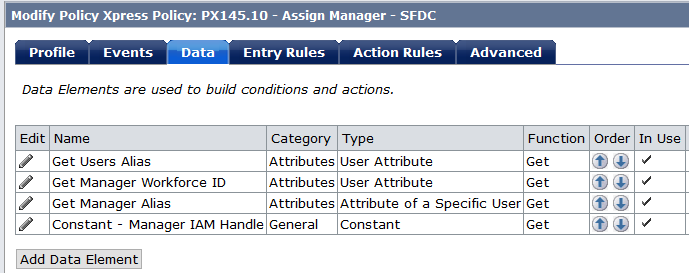 Modify Policy Xpress Policy: PX145.10 - Assign Manager - SFDC
Profile Events Data Entry Rules Action Rules Advanced
Data Elements are used to build conditions and actions.
Edit Name Category Type Function Order In Use
Get Users Alias Attributes User Attribute Get
Get Manager Workforce ID Attributes User Attribute Get
Get Manager Alias Attributes Attribute of a Specific User Get
Constant - Manager IAM Handle General Constant Get
Add Data Element